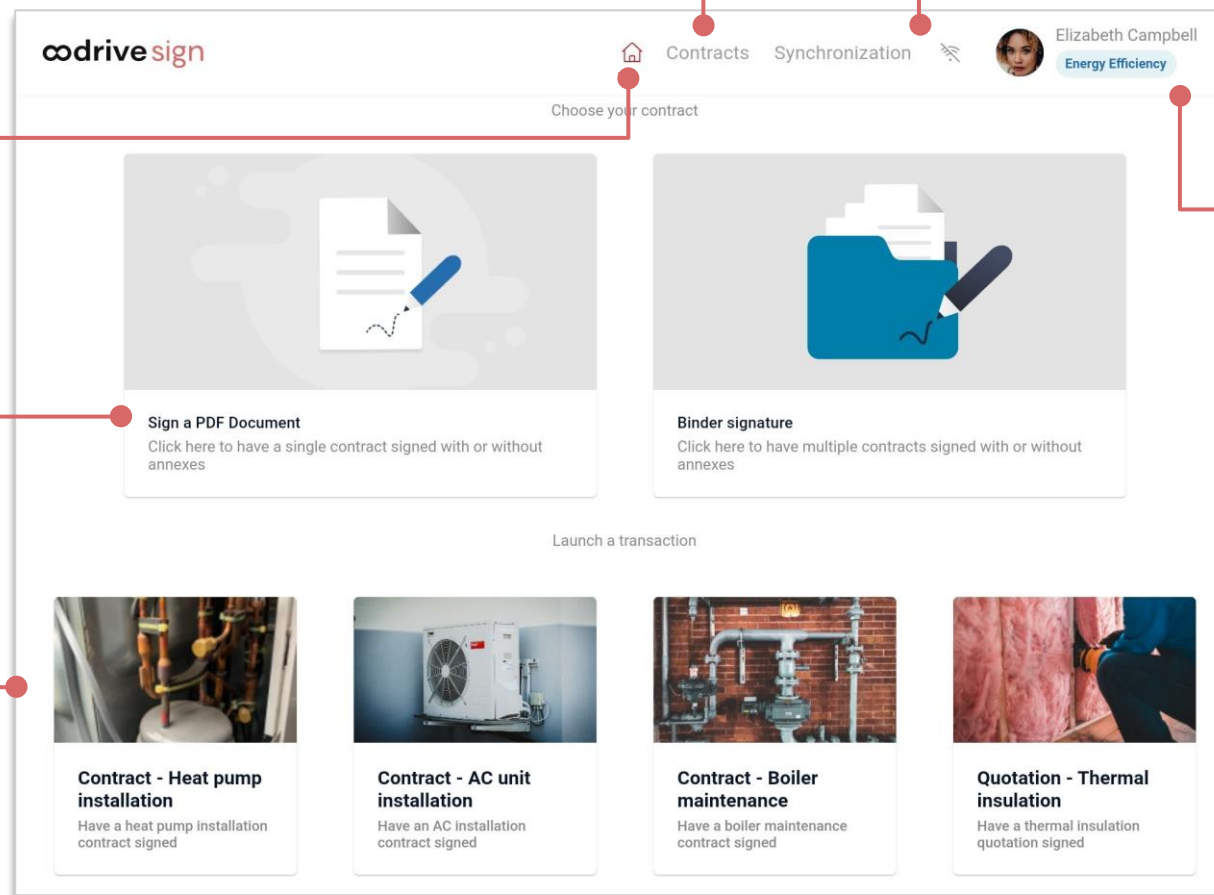 oodrive sign
Contracts Synchronization
Elizabeth Campbell
Energy Efficiency
Choose your contract
Sign a PDF Document
Click here to have a single contract signed with or without
annexes
Binder signature
Click here to have multiple contracts signed with or without
annexes
Launch a transaction
Contract - Heat pump
installation
Have a heat pump installation
contract signed
Contract - AC unit
installation
Have an AC installation
contract signed
Contract - Boiler
maintenance
Have a boiler maintenance
contract signed
Quotation - Thermal
insulation
Have a thermal insulation
quotation signed